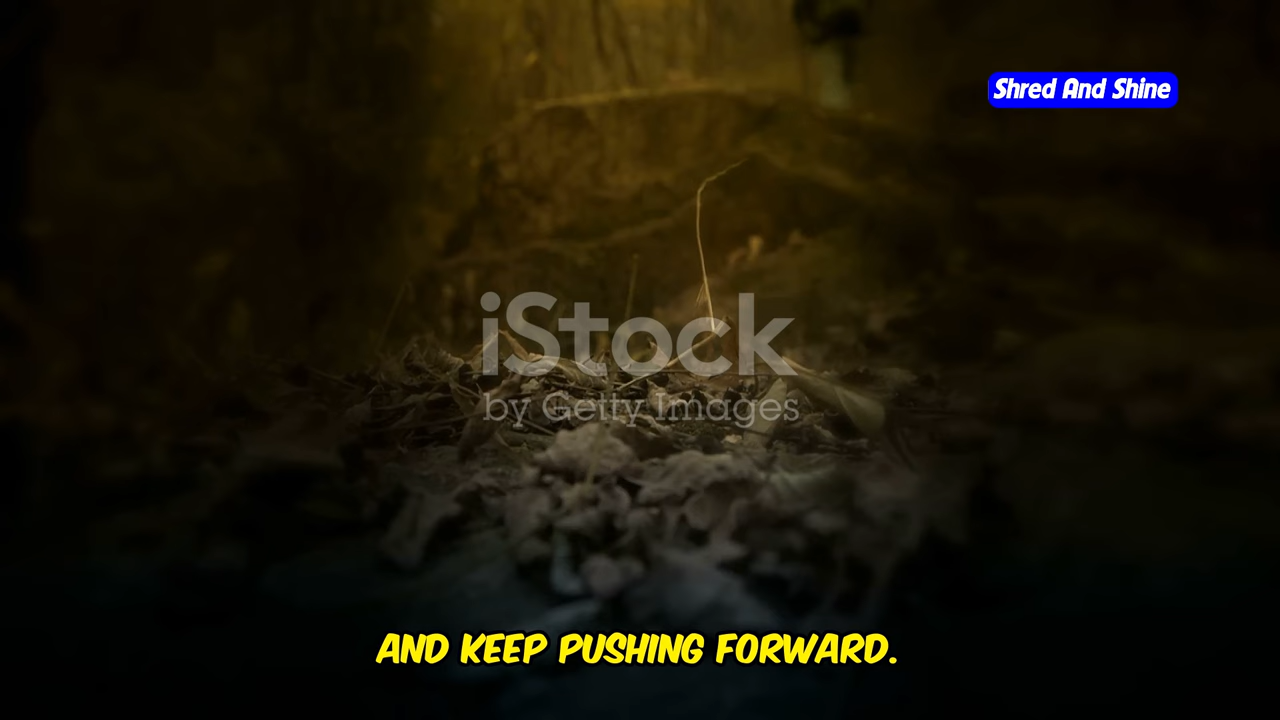 Shred And Shine
iStock
by Getty Images
AND KEEP PUSHING FORWARD.